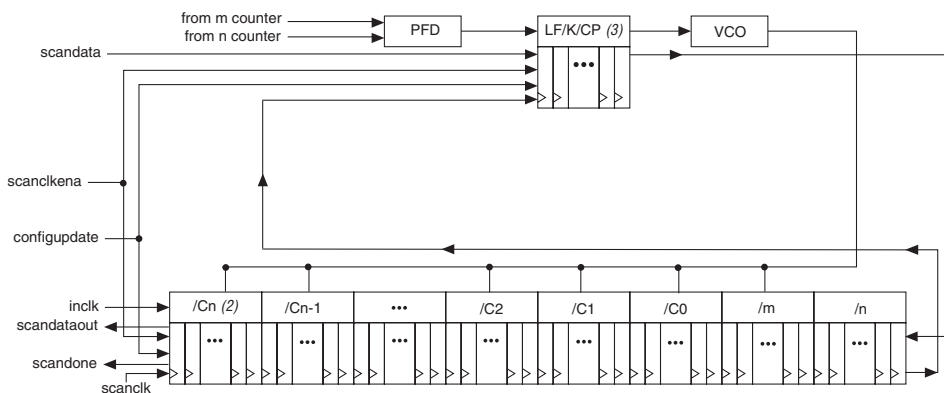 from m counter
from n counter
PFD
LF/K/CP (3)
VCO
scandata
•••
scanclkena
configupdate
inclk
/Cn (2)
/Cn-1
•••
/C2
/C1
/C0
/m
/n
scandataout
••• ••• ••• ••• ••• ••• ••• •••
scandone
scanclk